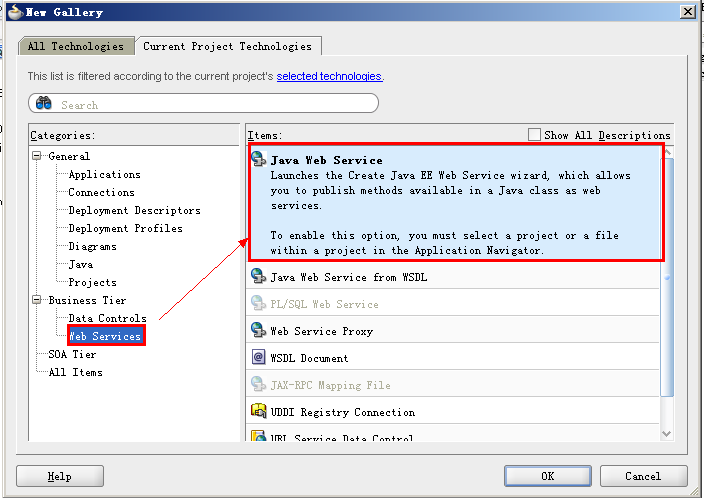 New Gallery
All Technologies
Current Project Technologies
This list is filtered according to the current project's selected technologies.
Search
Categories:
General
Applications
Connections
Deployment Descriptors
Deployment Profiles
Diagrams
Java
Projects
Business Tier
Data Controls
Web Services
SOA Tier
All Items
Items:
Show All Descriptions
Java Web Service
Launches the Create Java EE Web Service wizard, which allows
you to publish methods available in a Java class as web
services.
To enable this option, you must select a project or a file
within a project in the Application Navigator.
Java Web Service from WSDL
PL/SQL Web Service
Web Service Proxy
WSDL Document
JAX-RPC Mapping File
UDDI Registry Connection
URL Service Data Control
Help
OK
Cancel